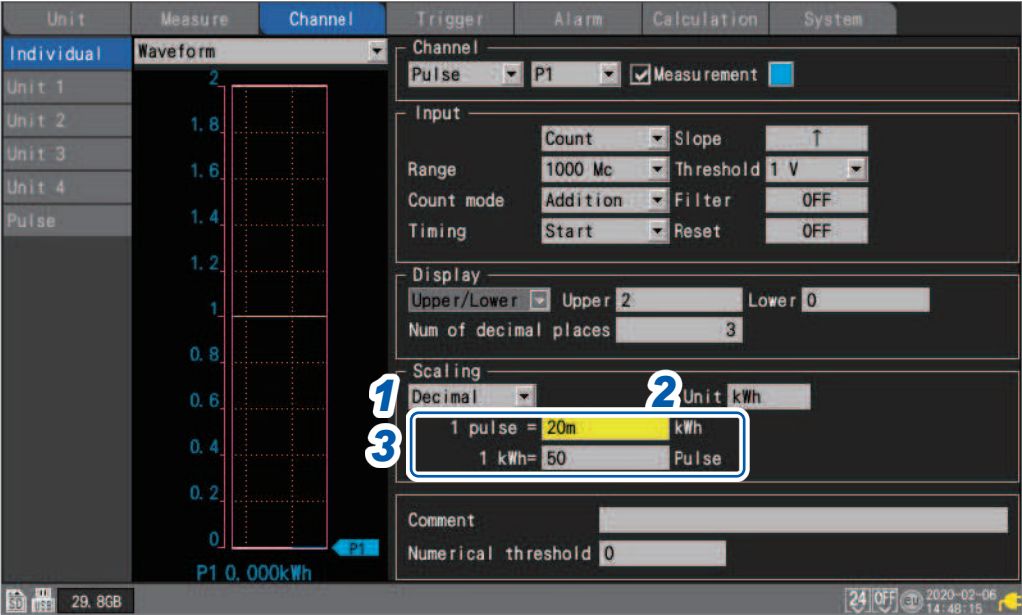 Unit Measure Channel Trigger Alarm Calculation System
Individual
Unit 1
Unit 2
Unit 3
Unit 4
Pulse
Waveform
2
1.8
1.6
1.4
1.2
1
0.8
0.6
0.4
0.2
0
P1
P1 0.000kWh
Channel
Pulse P1 Measurement
Input
Count Slope ↑
Range 1000 Mc Threshold 1 V
Count mode Addition Filter OFF
Timing Start Reset OFF
Display
Upper/Lower Upper 2 Lower 0
Num of decimal places 3
Scaling
1 Decimal 2 Unit kWh
3
1 pulse = 20m kWh
1 kWh= 50 Pulse
Comment
Numerical threshold 0
SD USB 29.8GB
24 OFF eu 2020-02-06
14:48:15